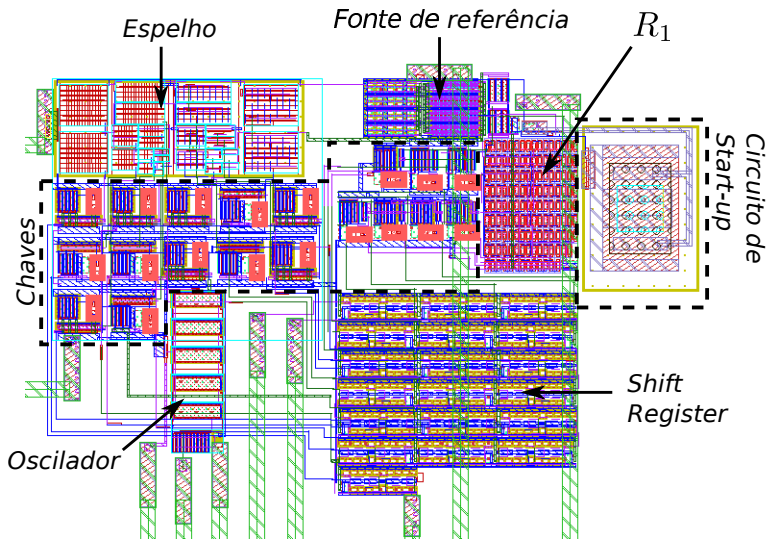 Espelho
Fonte de referência
R₁
Circuito de
Start-up
Chaves
Shift
Register
Oscilador